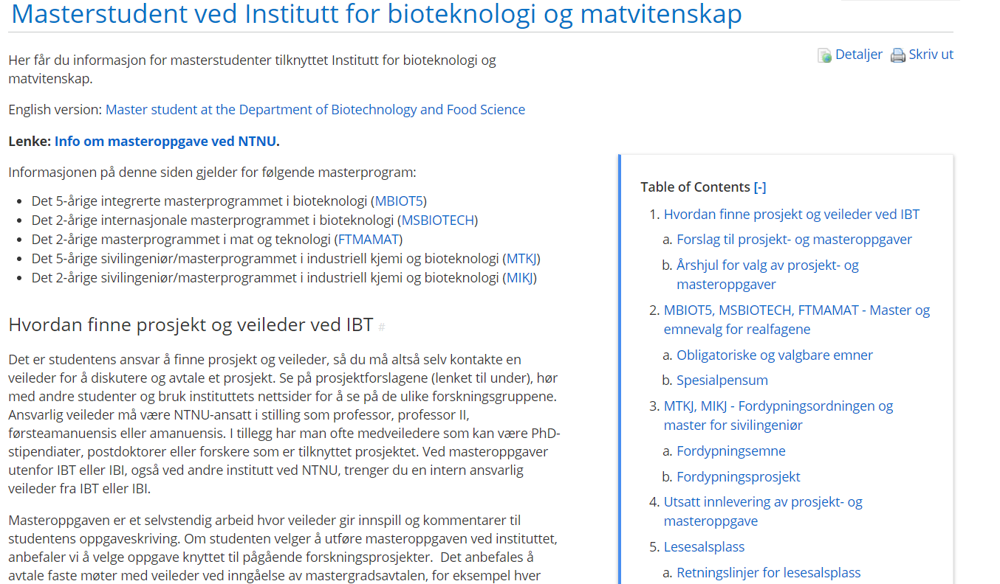 Masterstudent ved Institutt for bioteknologi og matvitenskap
Detaljer Skriv ut
Her får du informasjon for masterstudenter tilknyttet Institutt for bioteknologi og
matvitenskap.
English version: Master student at the Department of Biotechnology and Food Science
Lenke: Info om masteroppgave ved NTNU.
Informasjonen på denne siden gjelder for følgende masterprogram:
• Det 5-årige integrerte masterprogrammet i bioteknologi (MBIOT5)
• Det 2-årige internasjonale masterprogrammet i bioteknologi (MSBIOTECH)
• Det 2-årige masterprogrammet i mat og teknologi (FTMAMAT)
• Det 5-årige sivilingeniør/masterprogrammet i industriell kjemi og bioteknologi (MTKJ)
• Det 2-årige sivilingeniør/masterprogrammet i industriell kjemi og bioteknologi (MIKJ)
Hvordan finne prosjekt og veileder ved IBT #
Det er studentens ansvar å finne prosjekt og veileder, så du må altså selv kontakte en
veileder for å diskutere og avtale et prosjekt. Se på prosjektforslagene (lenket til under), hør
med andre studenter og bruk instituttets nettsider for å se på de ulike forskningsgruppene.
Ansvarlig veileder må være NTNU-ansatt i stilling som professor, professor II,
førsteamanuensis eller amanuensis. I tillegg har man ofte medveiledere som kan være PhD-
stipendiater, postdoktorer eller forskere som er tilknyttet prosjektet. Ved masteroppgaver
utenfor IBT eller IBI, også ved andre institutt ved NTNU, trenger du en intern ansvarlig
veileder fra IBT eller IBI.
Masteroppgaven er et selvstendig arbeid hvor veileder gir innspill og kommentarer til
studentens oppgaveskriving. Om studenten velger å utføre masteroppgaven ved instituttet,
anbefaler vi å velge oppgave knyttet til pågående forskningsprosjekter.  Det anbefales å
avtale faste møter med veileder ved inngåelse av mastergradsavtalen, for eksempel hver
Table of Contents [-]
1. Hvordan finne prosjekt og veileder ved IBT
a. Forslag til prosjekt- og masteroppgaver
b. Årshjul for valg av prosjekt- og
masteroppgaver
2. MBIOT5, MSBIOTECH, FTMAMAT - Master og
emnevalg for realfagene
a. Obligatoriske og valgbare emner
b. Spesialpensum
3. MTKJ, MIKJ - Fordypningsordningen og
master for sivilingeniør
a. Fordypningsemne
b. Fordypningsprosjekt
4. Utsatt innlevering av prosjekt- og
masteroppgave
5. Lesesalsplass
a. Retningslinjer for lesesalsplass